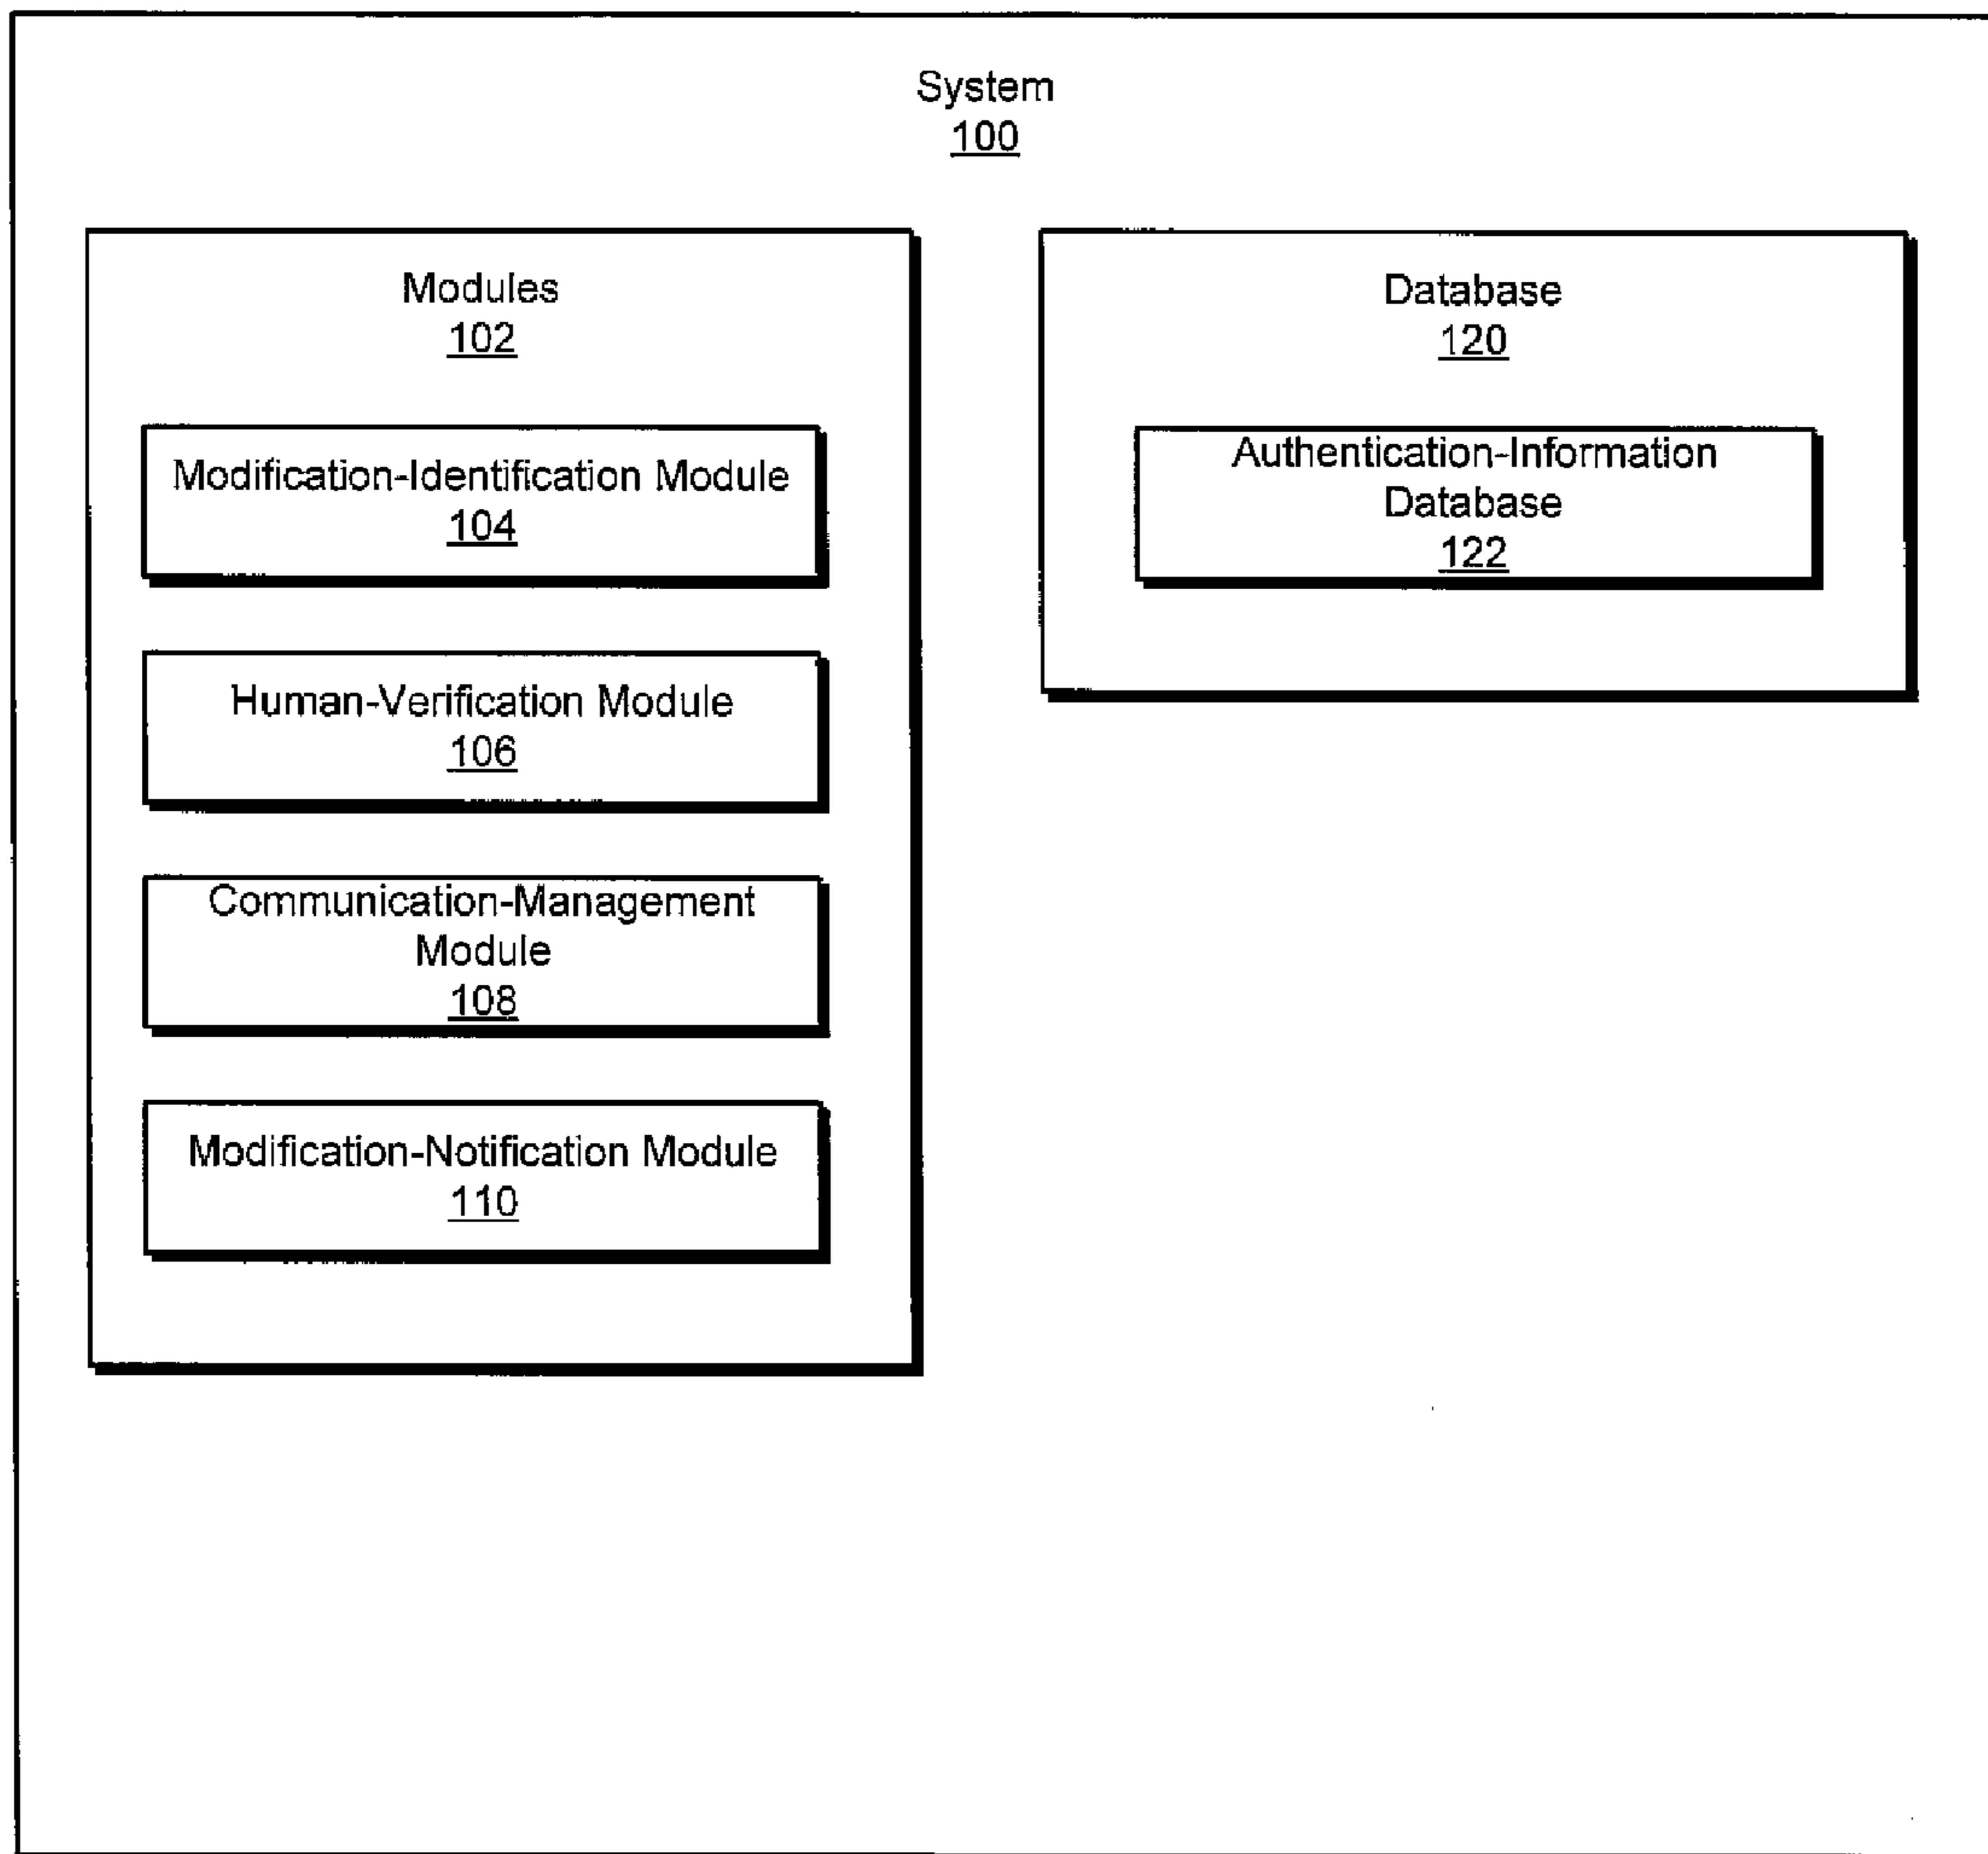 System
100
Modules
102
Modification-Identification Module
104
Human-Verification Module
106
Communication-Management
Module
108
Modification-Notification Module
110
Database
120
Authentication-Information
Database
122